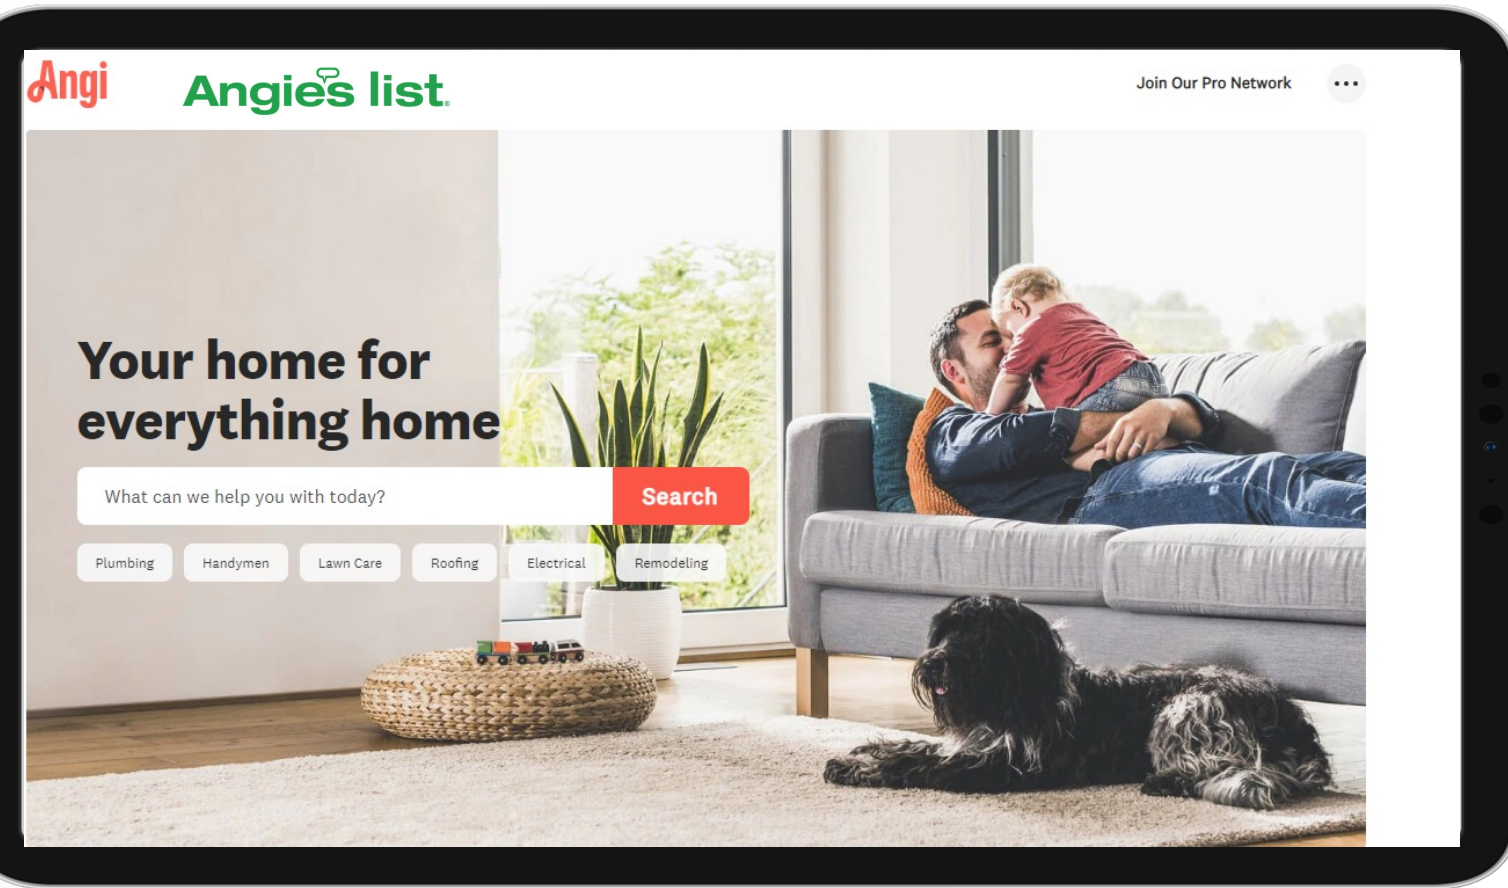 Angi
Angie's list.
Join Our Pro Network
Your home for
everything home
What can we help you with today?
Search
Plumbing
Handymen
Lawn Care
Roofing
Electrical
Remodeling